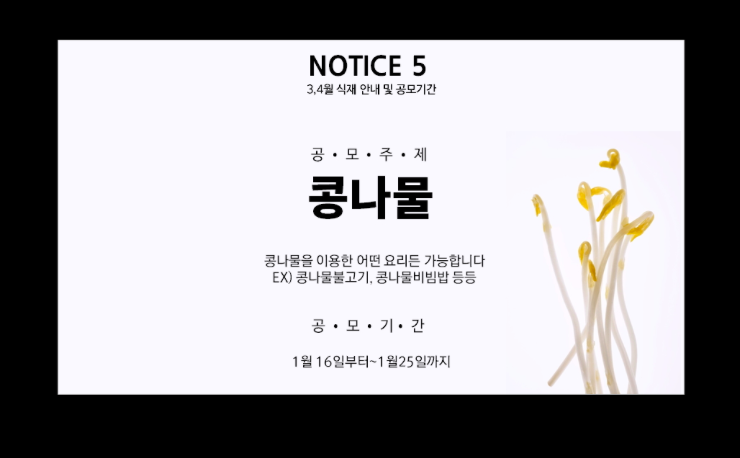 NOTICE 5
3,4월 식재 안내 및 공모기간
공 • 모 • 주 • 제
콩나물
콩나물을 이용한 어떤 요리든 가능합니다
EX) 콩나물불고기, 콩나물비빔밥 등등
공 • 모 • 기 • 간
1월 16일부터~1월25일까지